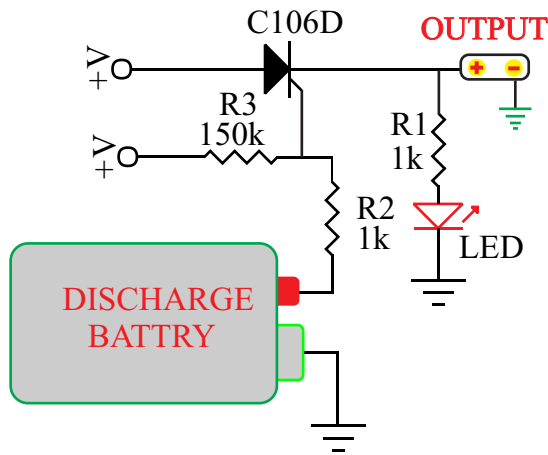 C106D
OUTPUT
+V
+
-
R3
150k
R1
1k
+V
R2
1k
LED
DISCHARGE
BATTRY